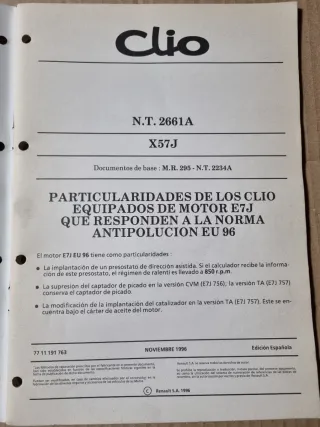 Clio
N.T. 2661A
X57J
Documentos de base : M.R. 295 - N.T. 2234A
PARTICULARIDADES DE LOS CLIO
EQUIPADOS DE MOTOR E7J
QUE RESPONDEN A LA NORMA
ANTIPOLUCION EU 96
El motor E7J EU 96 tiene como particularidades :
● La implantación de un presostato de dirección asistida. Si el calculador recibe la informa-
ción de este presostato, el régimen de ralentí es llevado a 850 r.p.m.
● La supresión del captador de picado en la versión CVM (E7J 756); la versión TA (E7J 757)
conserva el captador de picado.
● La modificación de la implantación del catalizador en la versión TA (E7J 757), Este se en-
cuentra bajo el cárter de aceite del motor.
77 11 191 763
NOVIEMBRE 1996
Edición Española
© Renault S.A. 1996